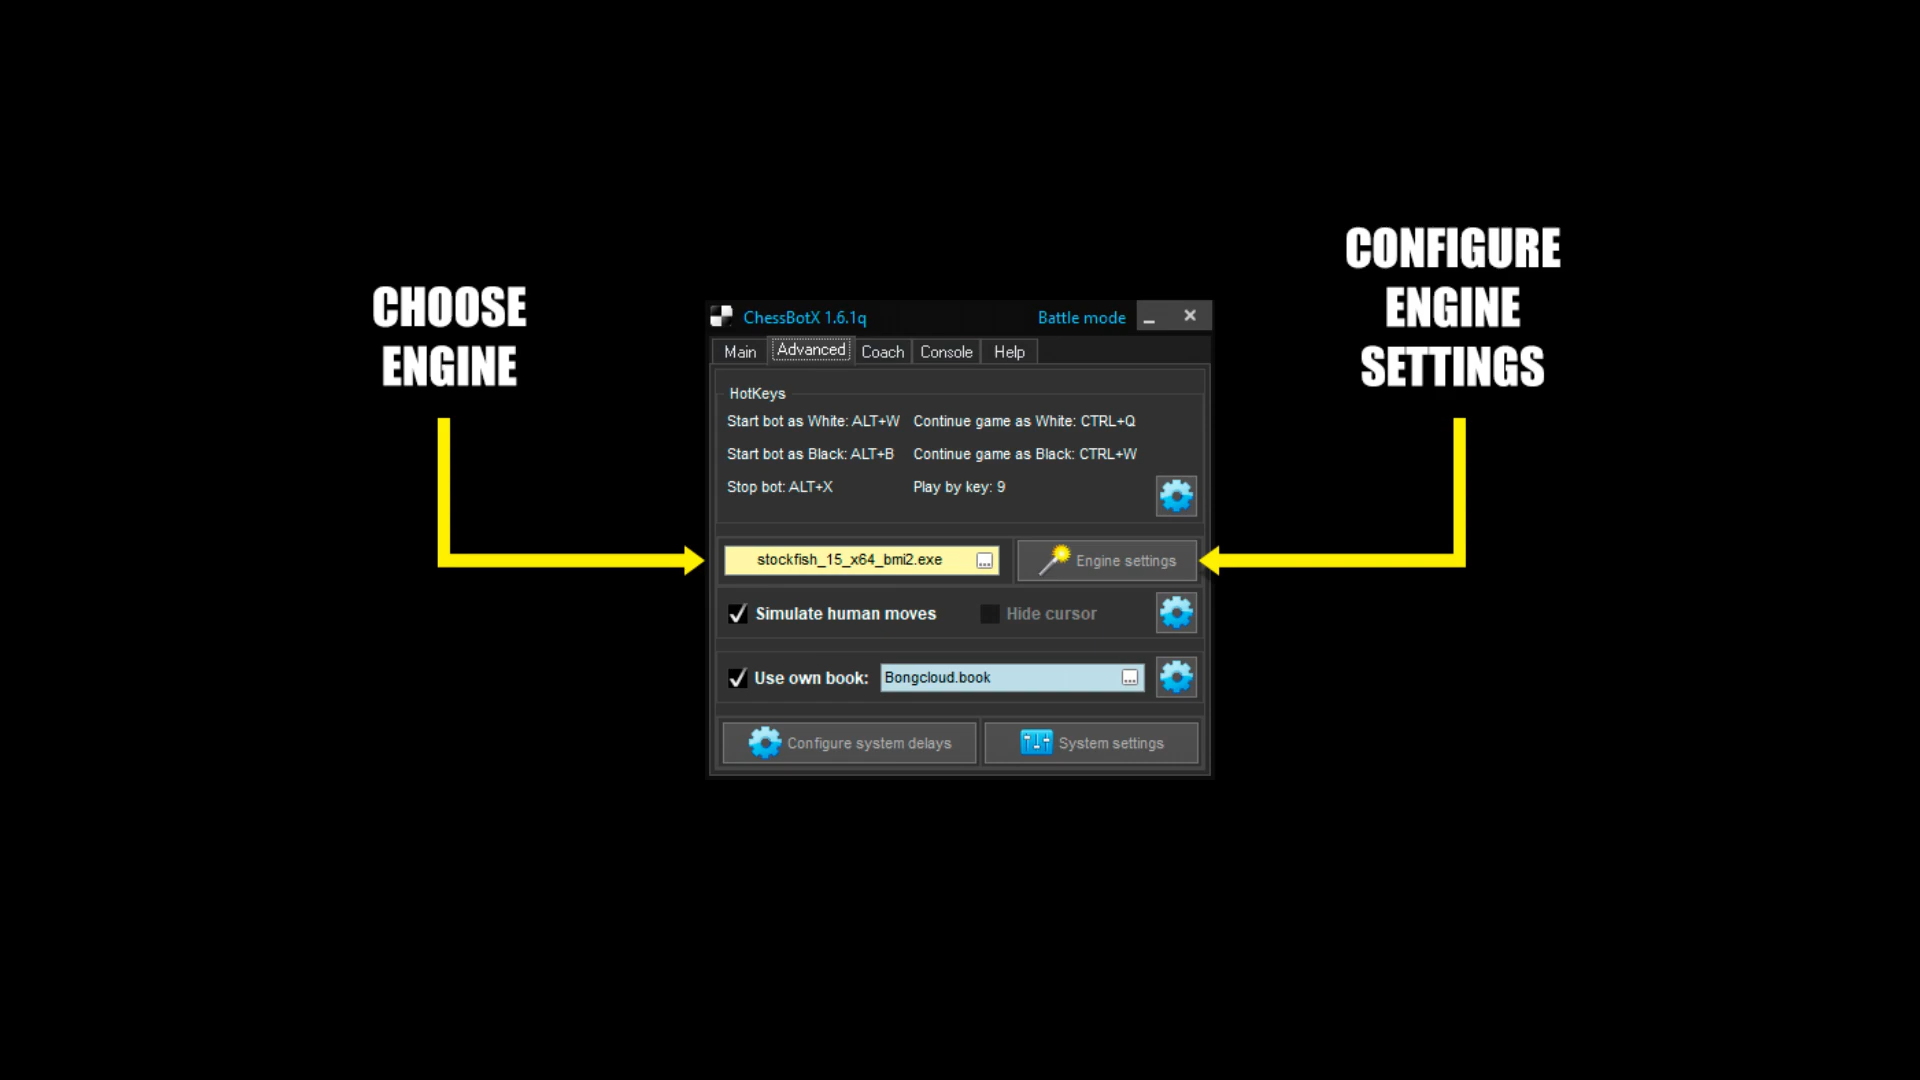 CONFIGURE
ENGINE
SETTINGS
CHOOSE
ENGINE
ChessBotX 1.6.1q Battle mode
Main Advanced Coach Console Help
HotKeys
Start bot as White: ALT+W Continue game as White: CTRL+Q
Start bot as Black: ALT+B Continue game as Black: CTRL+W
Stop bot: ALT+X Play by key: 9
stockfish_15_x64_bmi2.exe ... Engine settings
Simulate human moves Hide cursor
Use own book: Bongcloud.book ...
Configure system delays System settings